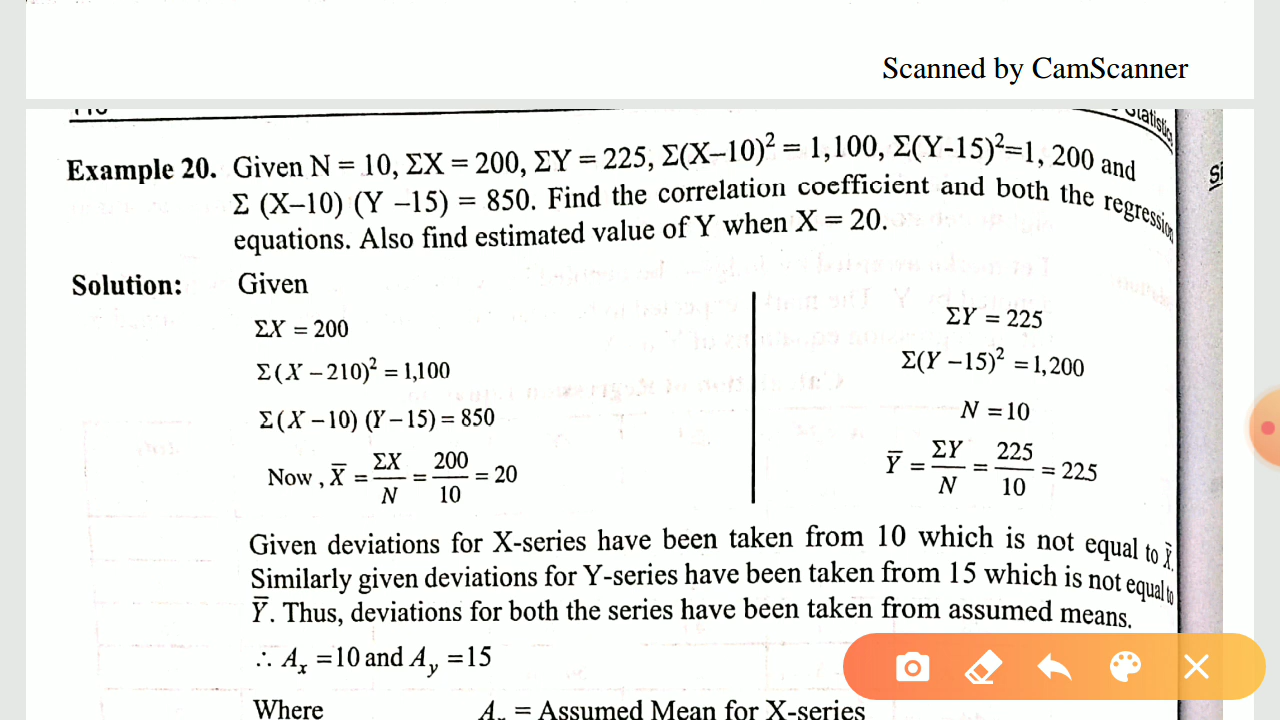 Scanned by CamScanner
Statistics
Example 20. Given N = 10, ΣX = 200, ΣY = 225, Σ(X–10)² = 1,100, Σ(Y-15)²=1, 200 and
Σ (X–10) (Y –15) = 850. Find the correlation coefficient and both the regression
equations. Also find estimated value of Y when X = 20.
Si
Solution: Given
ΣX = 200
Σ(X – 210)² = 1,100
Σ(X – 10) (Y – 15) = 850
Now , X̄ = ΣX/N = 200/10 = 20
ΣY = 225
Σ(Y – 15)² = 1,200
N = 10
Ȳ = ΣY/N = 225/10 = 225
Given deviations for X-series have been taken from 10 which is not equal to X̄.
Similarly given deviations for Y-series have been taken from 15 which is not equal to
Ȳ. Thus, deviations for both the series have been taken from assumed means.
∴ Aₓ = 10 and Aᵧ = 15
Where Aₓ = Assumed Mean for X-series